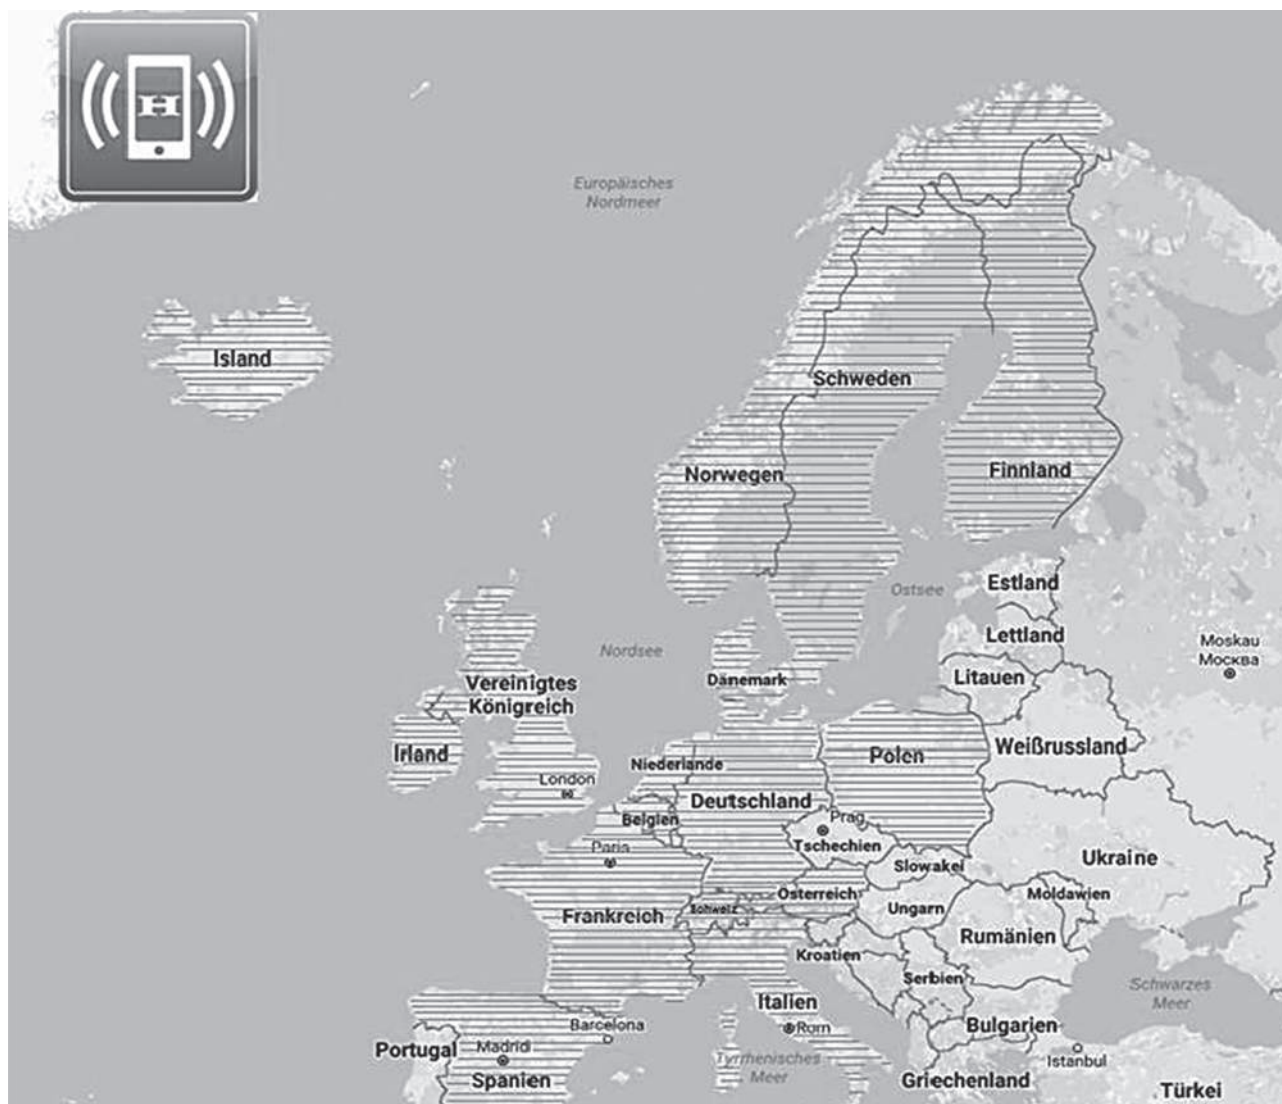 H
Europäisches
Nordmeer
Island
Schweden
Norwegen
Finnland
Estland
Ostsee
Lettland
Moskau
Москва
Nordsee
Litauen
Dänemark
Vereinigtes
Königreich
Irland
Weißrussland
Polen
Niederlande
London
Deutschland
Belgien
Prag
Tschechien
Paris
Slowakei
Ukraine
Österreich
Moldawien
Schweiz
Ungarn
Frankreich
Rumänien
Kroatien
Serbien
Schwarzes
Meer
Italien
Barcelona
Rom
Bulgarien
Portugal
Madrid
Tyrrhenisches
Meer
Istanbul
Spanien
Griechenland
Türkei